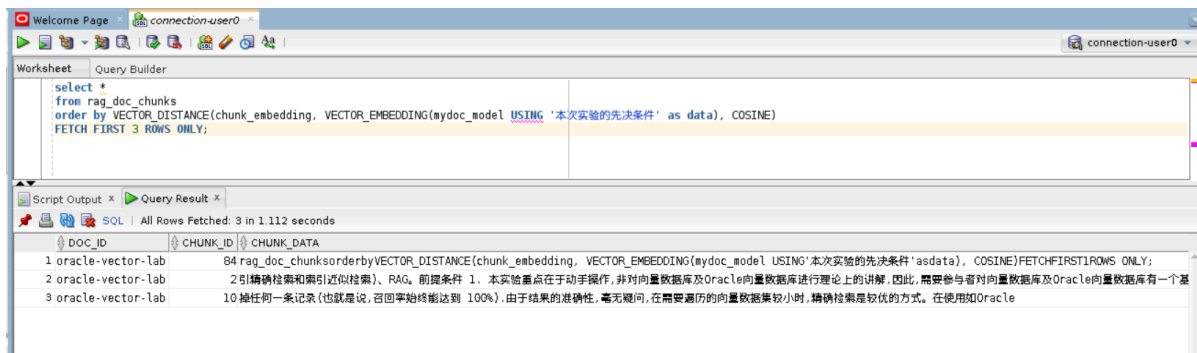 Welcome Page
connection-user0
connection-user0
Worksheet Query Builder
select *
from rag_doc_chunks
order by VECTOR_DISTANCE(chunk_embedding, VECTOR_EMBEDDING(mydoc_model USING '本次实验的先决条件' as data), COSINE)
FETCH FIRST 3 ROWS ONLY;
Script Output Query Result
SQL | All Rows Fetched: 3 in 1.112 seconds
DOC_ID CHUNK_ID CHUNK_DATA
1 oracle-vector-lab 84 rag_doc_chunksorderbyVECTOR_DISTANCE(chunk_embedding, VECTOR_EMBEDDING(mydoc_model USING'本次实验的先决条件'asdata), COSINE)FETCHFIRST1ROWS ONLY;
2 oracle-vector-lab 2 引精确检索和索引近似检索)、RAG。前提条件 1. 本实验重点在于动手操作,非对向量数据库及Oracle向量数据库进行理论上的讲解,因此,需要参与者对向量数据库及Oracle向量数据库有一个基
3 oracle-vector-lab 10 掉任何一条记录(也就是说,召回率始终能达到 100%).由于结果的准确性,毫无疑问,在需要遍历的向量数据集较小时,精确检索是较优的方式。在使用如Oracle